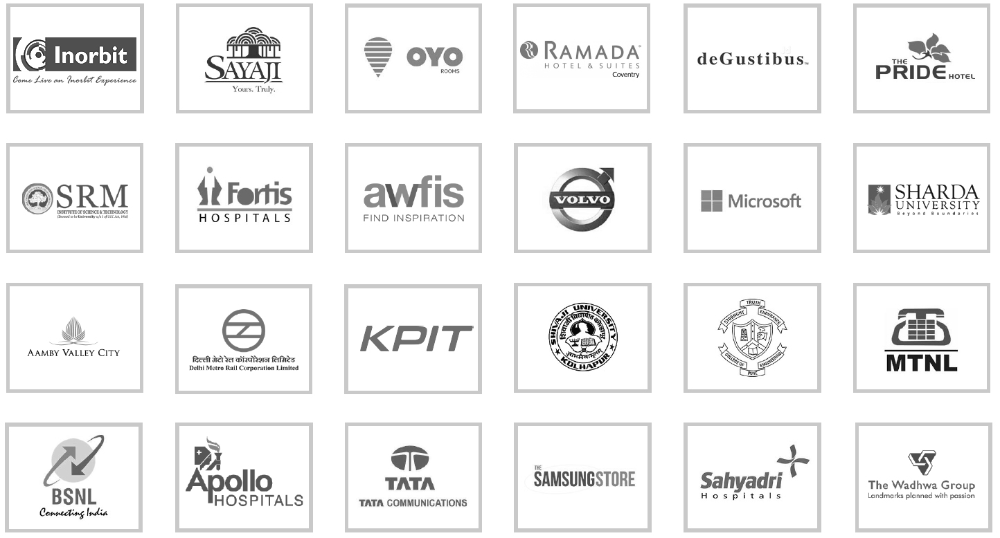 Inorbit
Come Live an Inorbit Experience
SAYAJI
Yours. Truly.
OYO
ROOMS
RAMADA
HOTEL & SUITES
Coventry
deGustibus™
THE
PRIDE HOTEL
SRM
INSTITUTE OF SCIENCE & TECHNOLOGY
(Deemed to be University u/s 3 of UGC Act, 1956)
Fortis
HOSPITALS
awfis
FIND INSPIRATION
VOLVO
Microsoft
SHARDA
UNIVERSITY
Beyond Boundaries
AAMBY VALLEY CITY
दिल्ली मेट्रो रेल कॉरपोरेशन लिमिटेड
Delhi Metro Rail Corporation Limited
KPIT
SHIVAJI UNIVERSITY
शिवाजी विद्यापीठ कोल्हापूर
ज्ञानमेवामृतम्
KOLHAPUR
TRUTH
STRENGHT
ENDURANCE
COLLEGE OF
ENGINEERING
PUNE
MTNL
BSNL
Connecting India
Apollo
HOSPITALS
TATA
TATA COMMUNICATIONS
THE
SAMSUNGSTORE
Sahyadri
Hospitals
The Wadhwa Group
Landmarks planned with passion